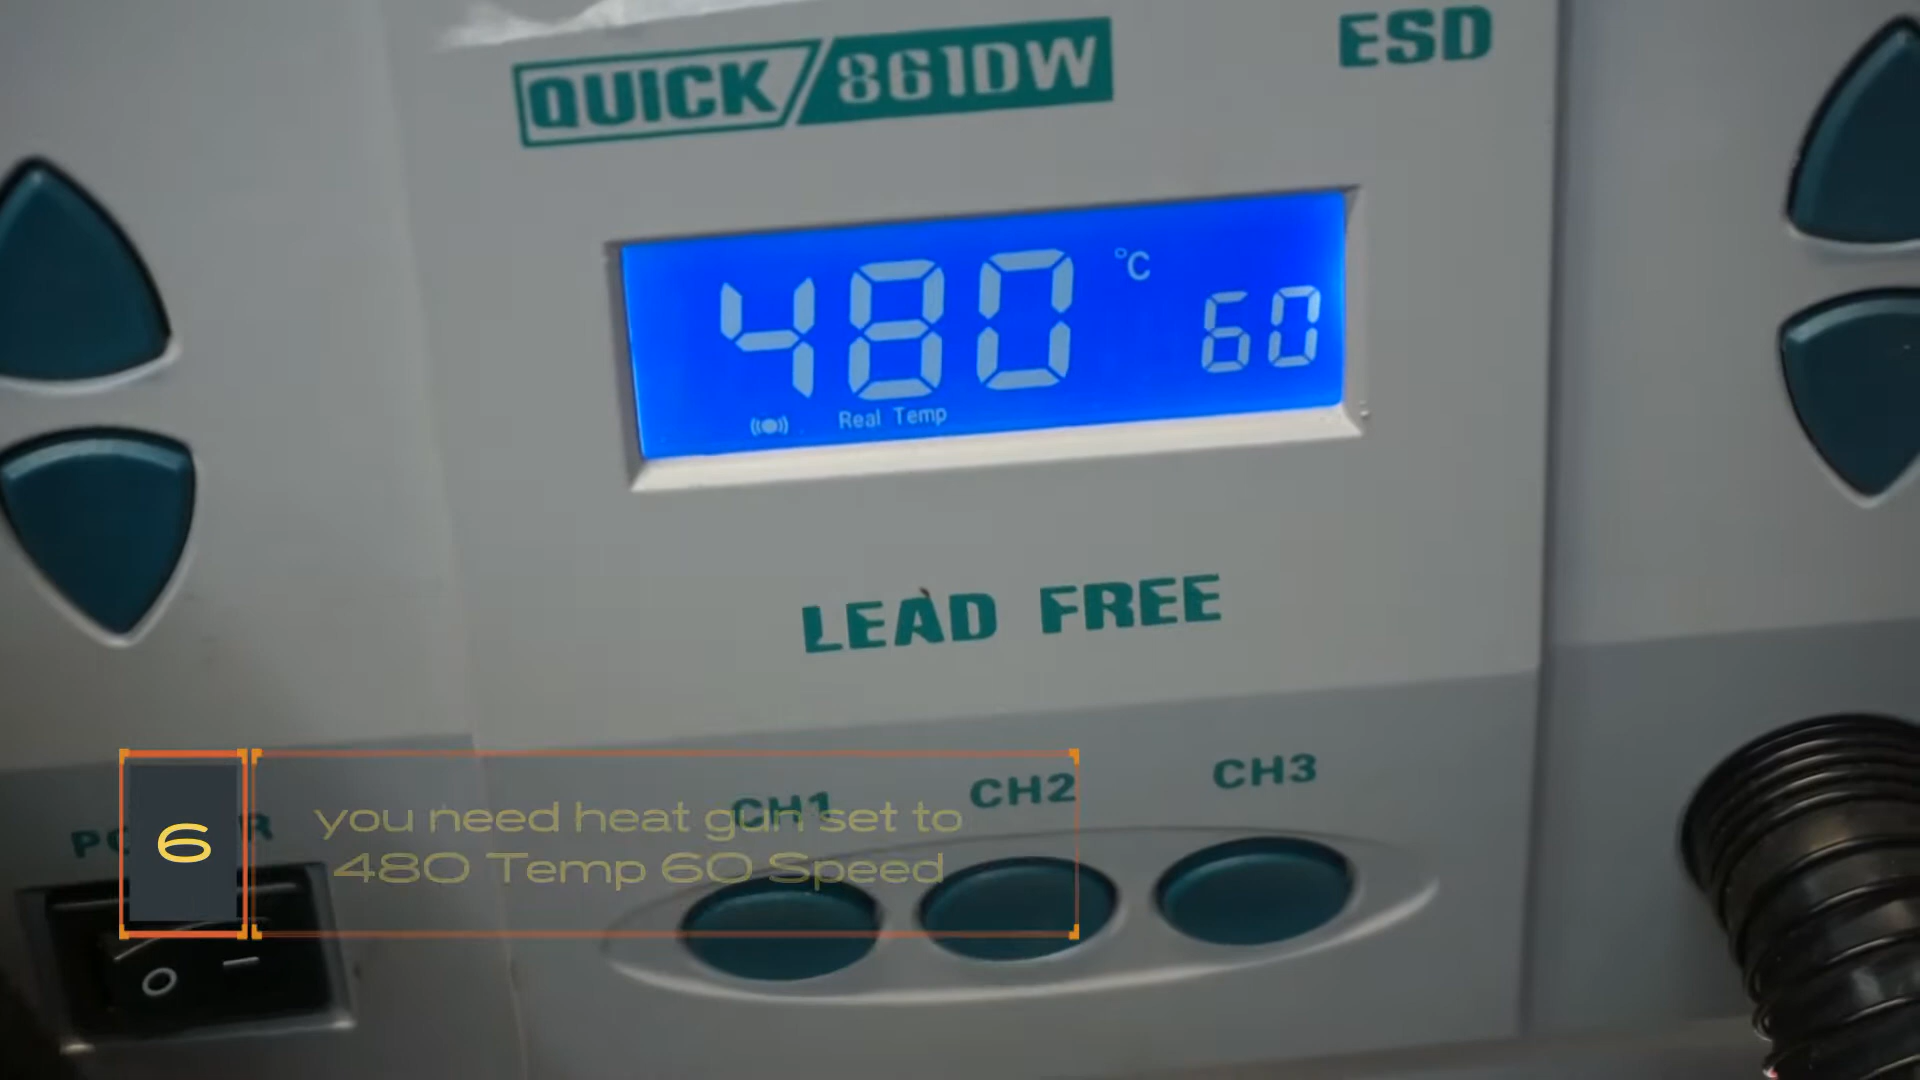 QUICK 861DW
ESD
480 °C 60
Real Temp
LEAD FREE
CH1 CH2 CH3
6
you need heat gun set to
480 Temp 60 Speed